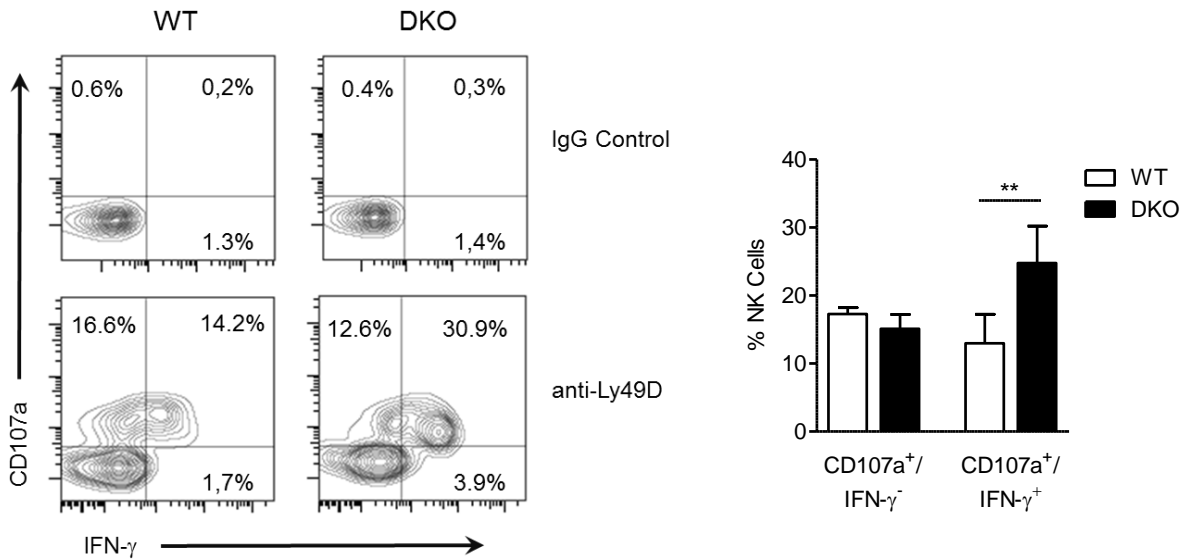 WT DKO
0.6% 0,2% 0.4% 0,3%
IgG Control
1.3% 1,4%
16.6% 14.2% 12.6% 30.9%
anti-Ly49D
1,7% 3.9%
CD107a
IFN-γ
40
30
20
10
0
% NK Cells
**
WT
DKO
CD107a⁺/ CD107a⁺/
IFN-γ⁻ IFN-γ⁺